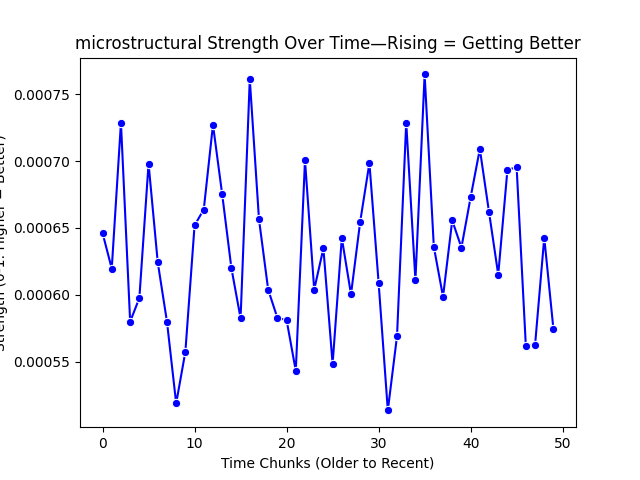 microstructural Strength Over Time—Rising = Getting Better
0.00075
0.00070
0.00065
0.00060
0.00055
Strength (0-1: Higher = Better)
0 10 20 30 40 50
Time Chunks (Older to Recent)